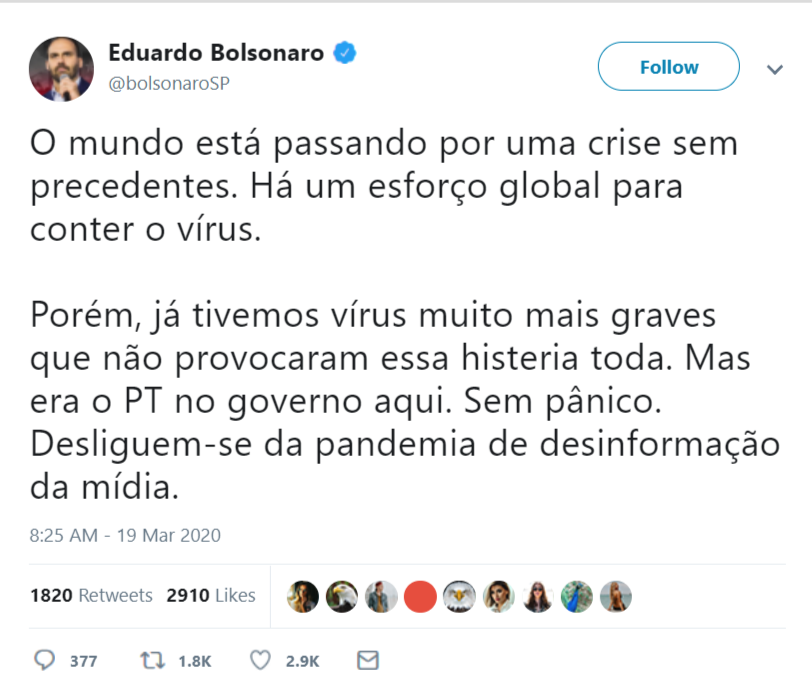 Eduardo Bolsonaro
@bolsonaroSP
Follow
O mundo está passando por uma crise sem
precedentes. Há um esforço global para
conter o vírus.
Porém, já tivemos vírus muito mais graves
que não provocaram essa histeria toda. Mas
era o PT no governo aqui. Sem pânico.
Desliguem-se da pandemia de desinformação
da mídia.
8:25 AM - 19 Mar 2020
1820 Retweets 2910 Likes
377 1.8K 2.9K